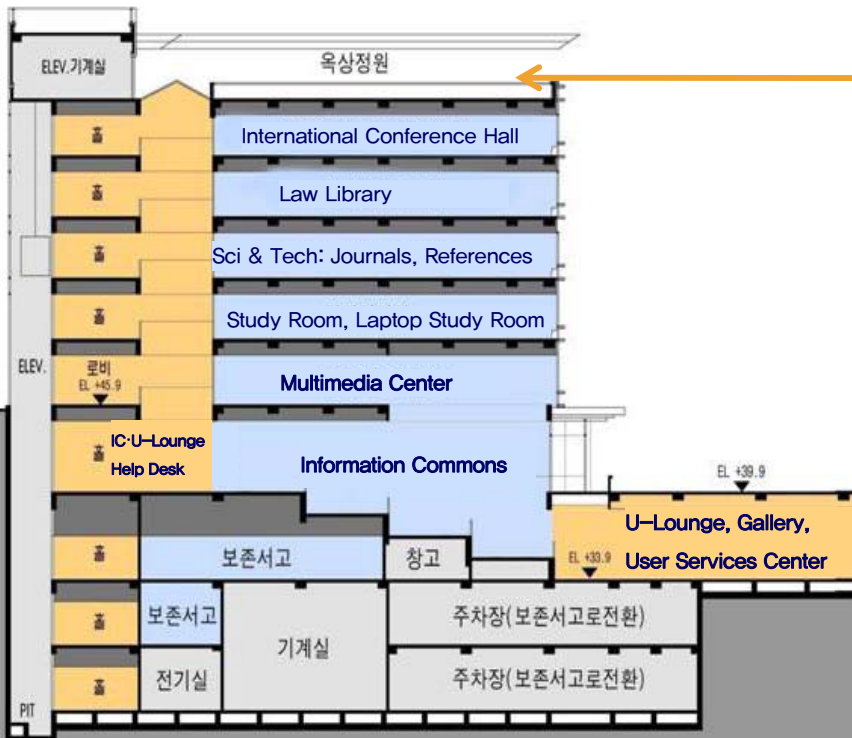 옥상정원
ELEV.기계실
홀
International Conference Hall
홀
Law Library
홀
Sci & Tech: Journals, References
홀
Study Room, Laptop Study Room
ELEV.
로비
EL +45.9
Multimedia Center
홀
IC·U-Lounge
Help Desk
Information Commons
EL +39.9
U-Lounge, Gallery,
User Services Center
홀
보존서고
창고
EL +33.9
홀
보존서고
기계실
주차장(보존서고로전환)
홀
전기실
주차장(보존서고로전환)
PIT